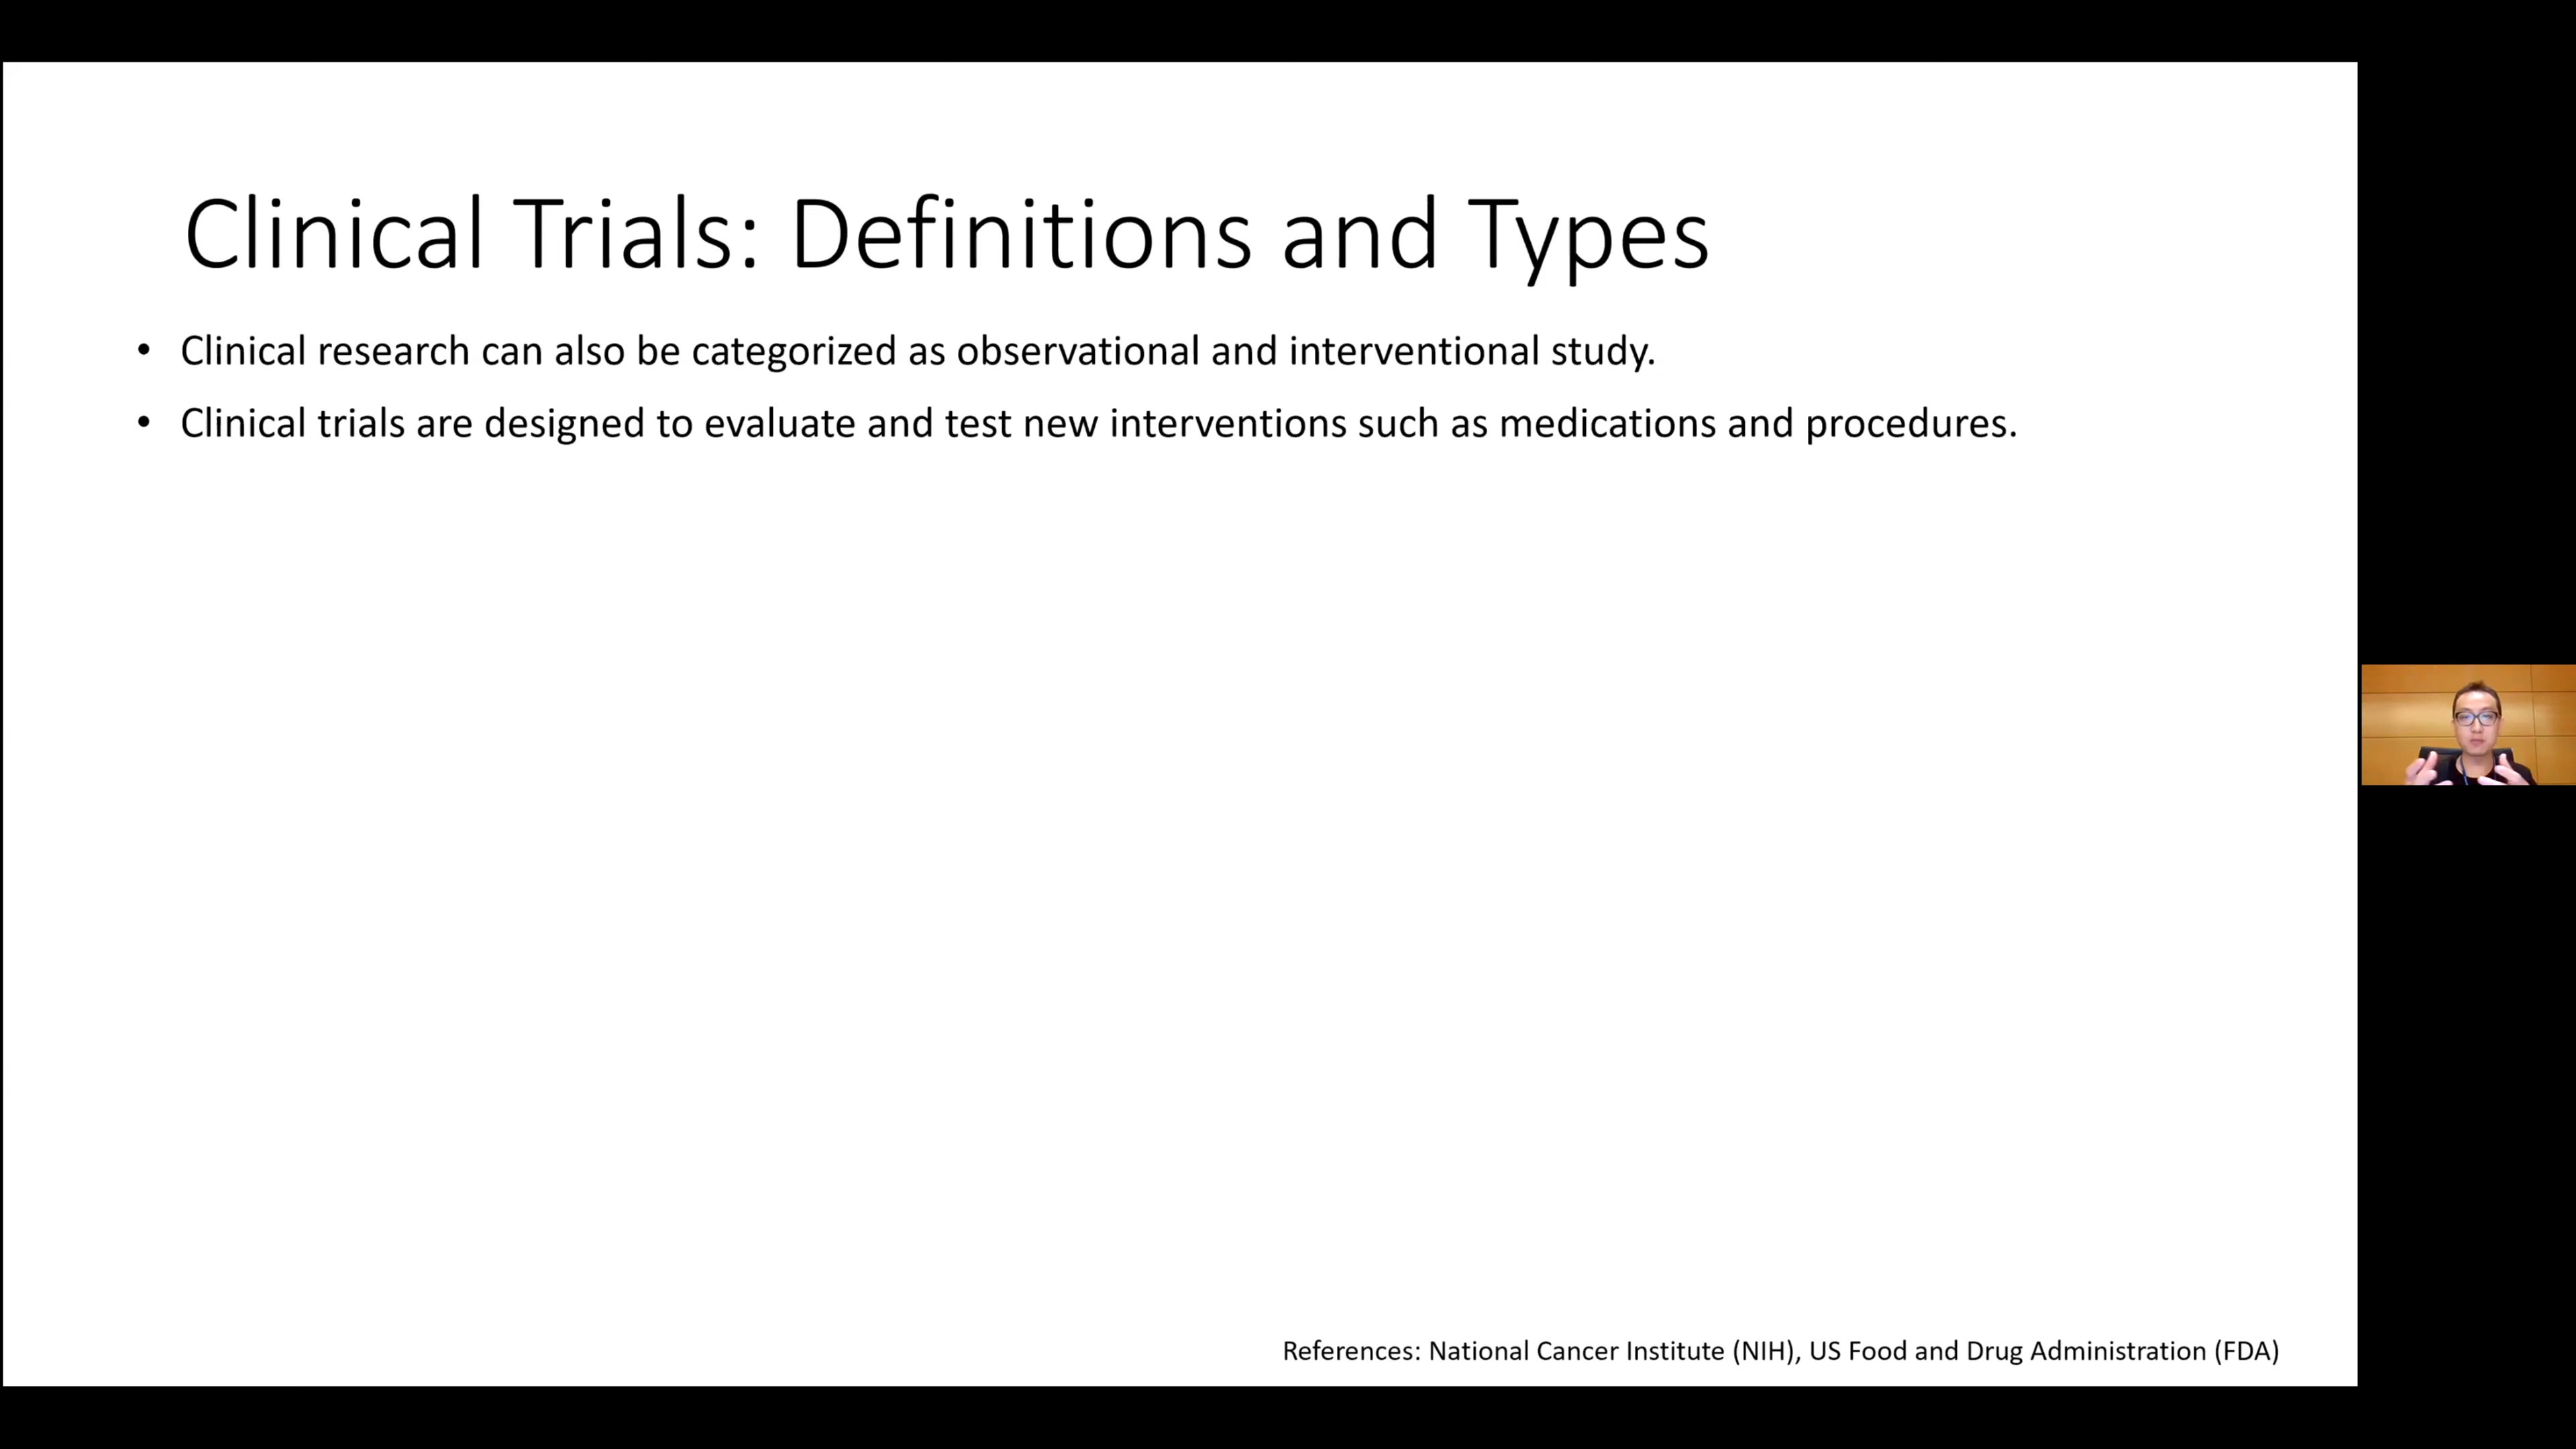 Clinical Trials: Definitions and Types
• Clinical research can also be categorized as observational and interventional study.
• Clinical trials are designed to evaluate and test new interventions such as medications and procedures.
References: National Cancer Institute (NIH), US Food and Drug Administration (FDA)